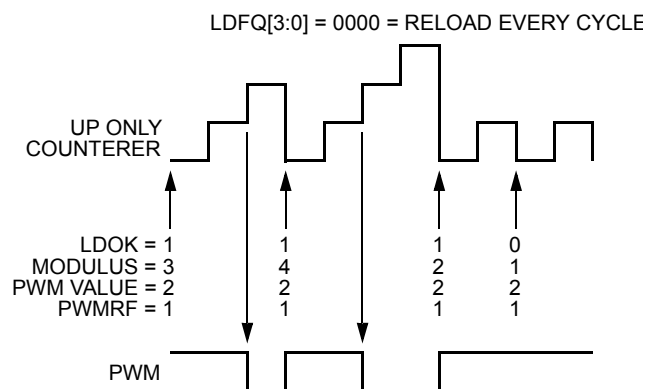 LDFQ[3:0] = 0000 = RELOAD EVERY CYCLE
UP ONLY
COUNTERER
LDOK = 1 1 1 0
MODULUS = 3 4 2 1
PWM VALUE = 2 2 2 2
PWMRF = 1 1 1 1
PWM